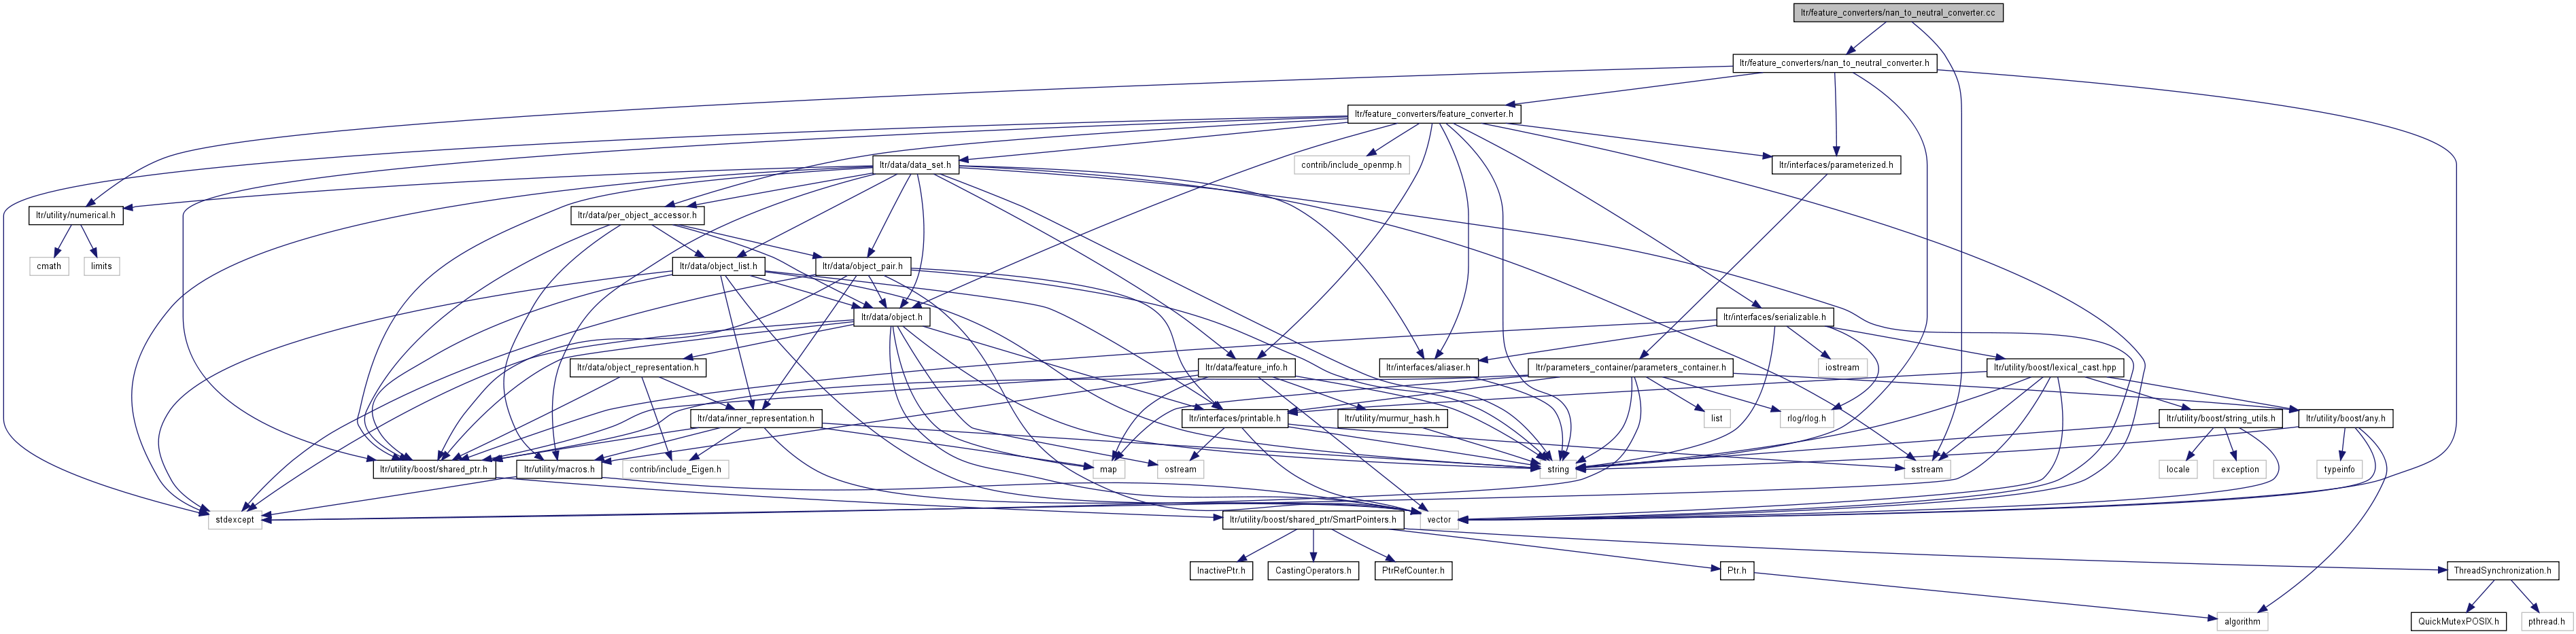 ltr/feature_converters/nan_to_neutral_converter.cc
ltr/feature_converters/nan_to_neutral_converter.h
ltr/feature_converters/feature_converter.h
ltr/data/data_set.h
contrib/include_openmp.h
ltr/interfaces/parameterized.h
ltr/utility/numerical.h
ltr/data/per_object_accessor.h
cmath
limits
ltr/data/object_list.h
ltr/data/object_pair.h
ltr/data/object.h
ltr/interfaces/serializable.h
ltr/data/object_representation.h
ltr/data/feature_info.h
ltr/interfaces/aliaser.h
ltr/parameters_container/parameters_container.h
iostream
ltr/utility/boost/lexical_cast.hpp
ltr/data/inner_representation.h
ltr/interfaces/printable.h
ltr/utility/murmur_hash.h
list
rlog/rlog.h
ltr/utility/boost/string_utils.h
ltr/utility/boost/any.h
ltr/utility/boost/shared_ptr.h
ltr/utility/macros.h
contrib/include_Eigen.h
map
ostream
string
sstream
locale
exception
typeinfo
stdexcept
ltr/utility/boost/shared_ptr/SmartPointers.h
vector
InactivePtr.h
CastingOperators.h
PtrRefCounter.h
Ptr.h
ThreadSynchronization.h
algorithm
QuickMutexPOSIX.h
pthread.h